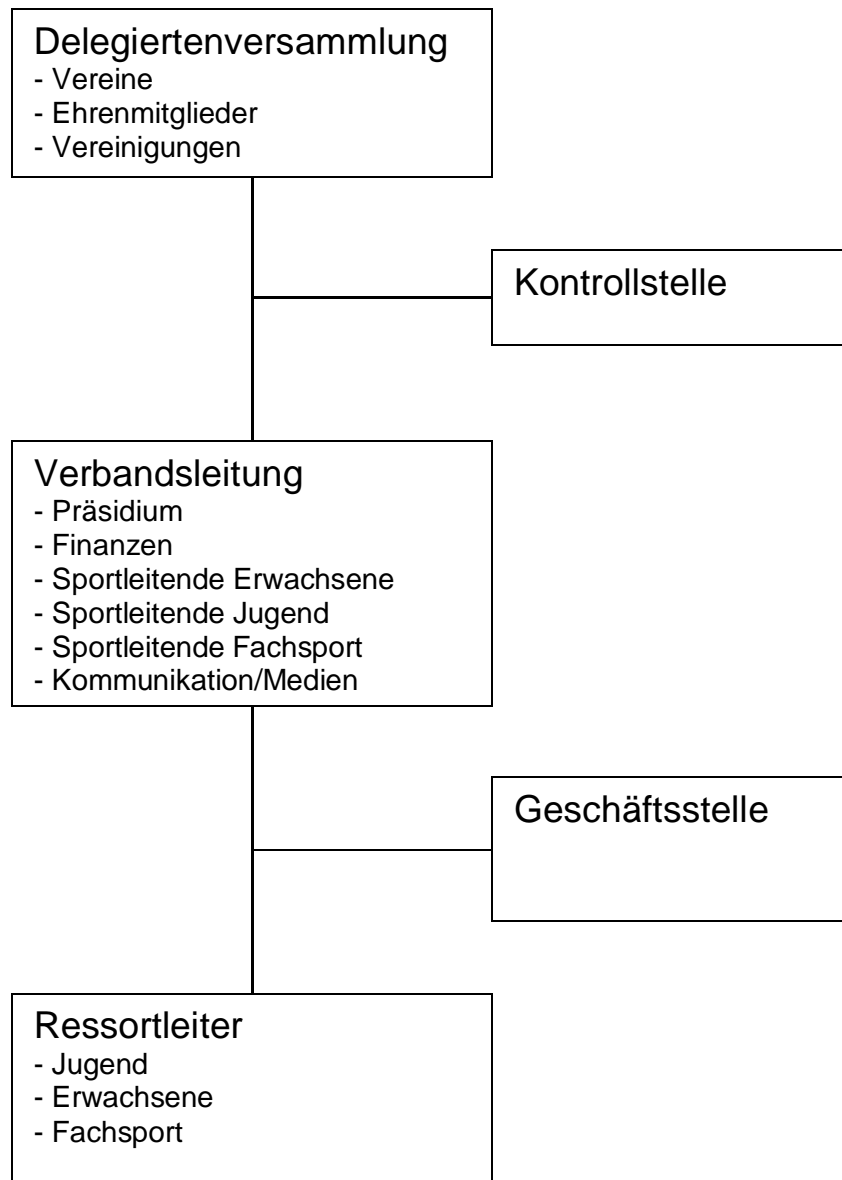 Delegiertenversammlung
- Vereine
- Ehrenmitglieder
- Vereinigungen
Kontrollstelle
Verbandsleitung
- Präsidium
- Finanzen
- Sportleitende Erwachsene
- Sportleitende Jugend
- Sportleitende Fachsport
- Kommunikation/Medien
Geschäftsstelle
Ressortleiter
- Jugend
- Erwachsene
- Fachsport